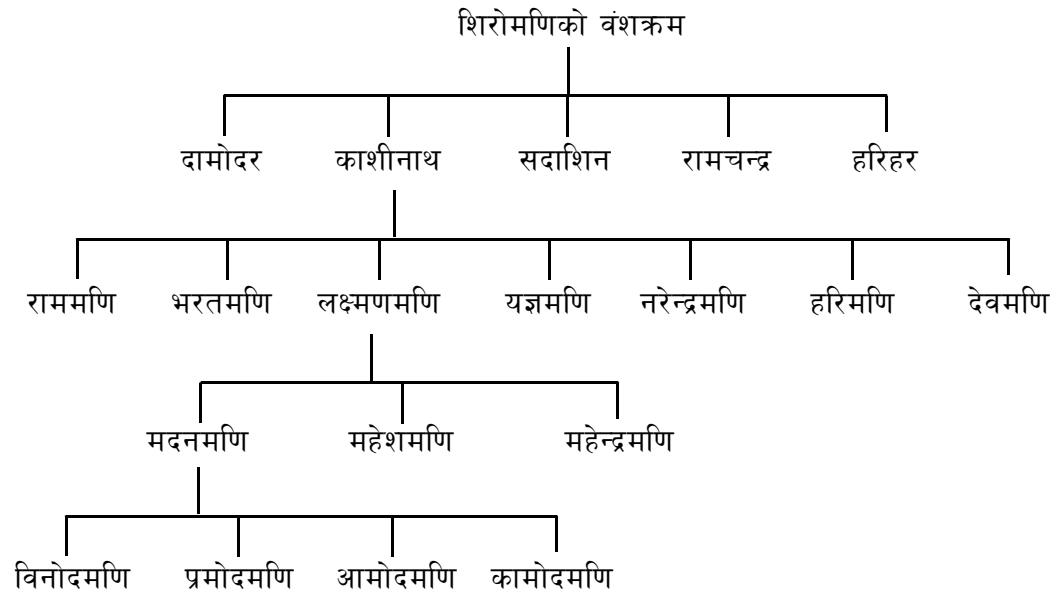 शिरोमणिको वंशक्रम
दामोदर काशीनाथ सदाशिन रामचन्द्र हरिहर
राममणि भरतमणि लक्ष्मणमणि यज्ञमणि नरेन्द्रमणि हरिमणि देवमणि
मदनमणि महेशमणि महेन्द्रमणि
विनोदमणि प्रमोदमणि आमोदमणि कामोदमणि